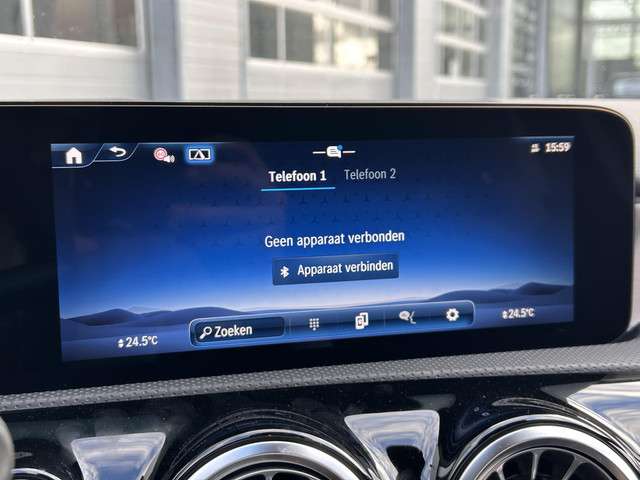 15:59
Telefoon 1 Telefoon 2
Geen apparaat verbonden
Apparaat verbinden
24.5°C Zoeken 24.5°C